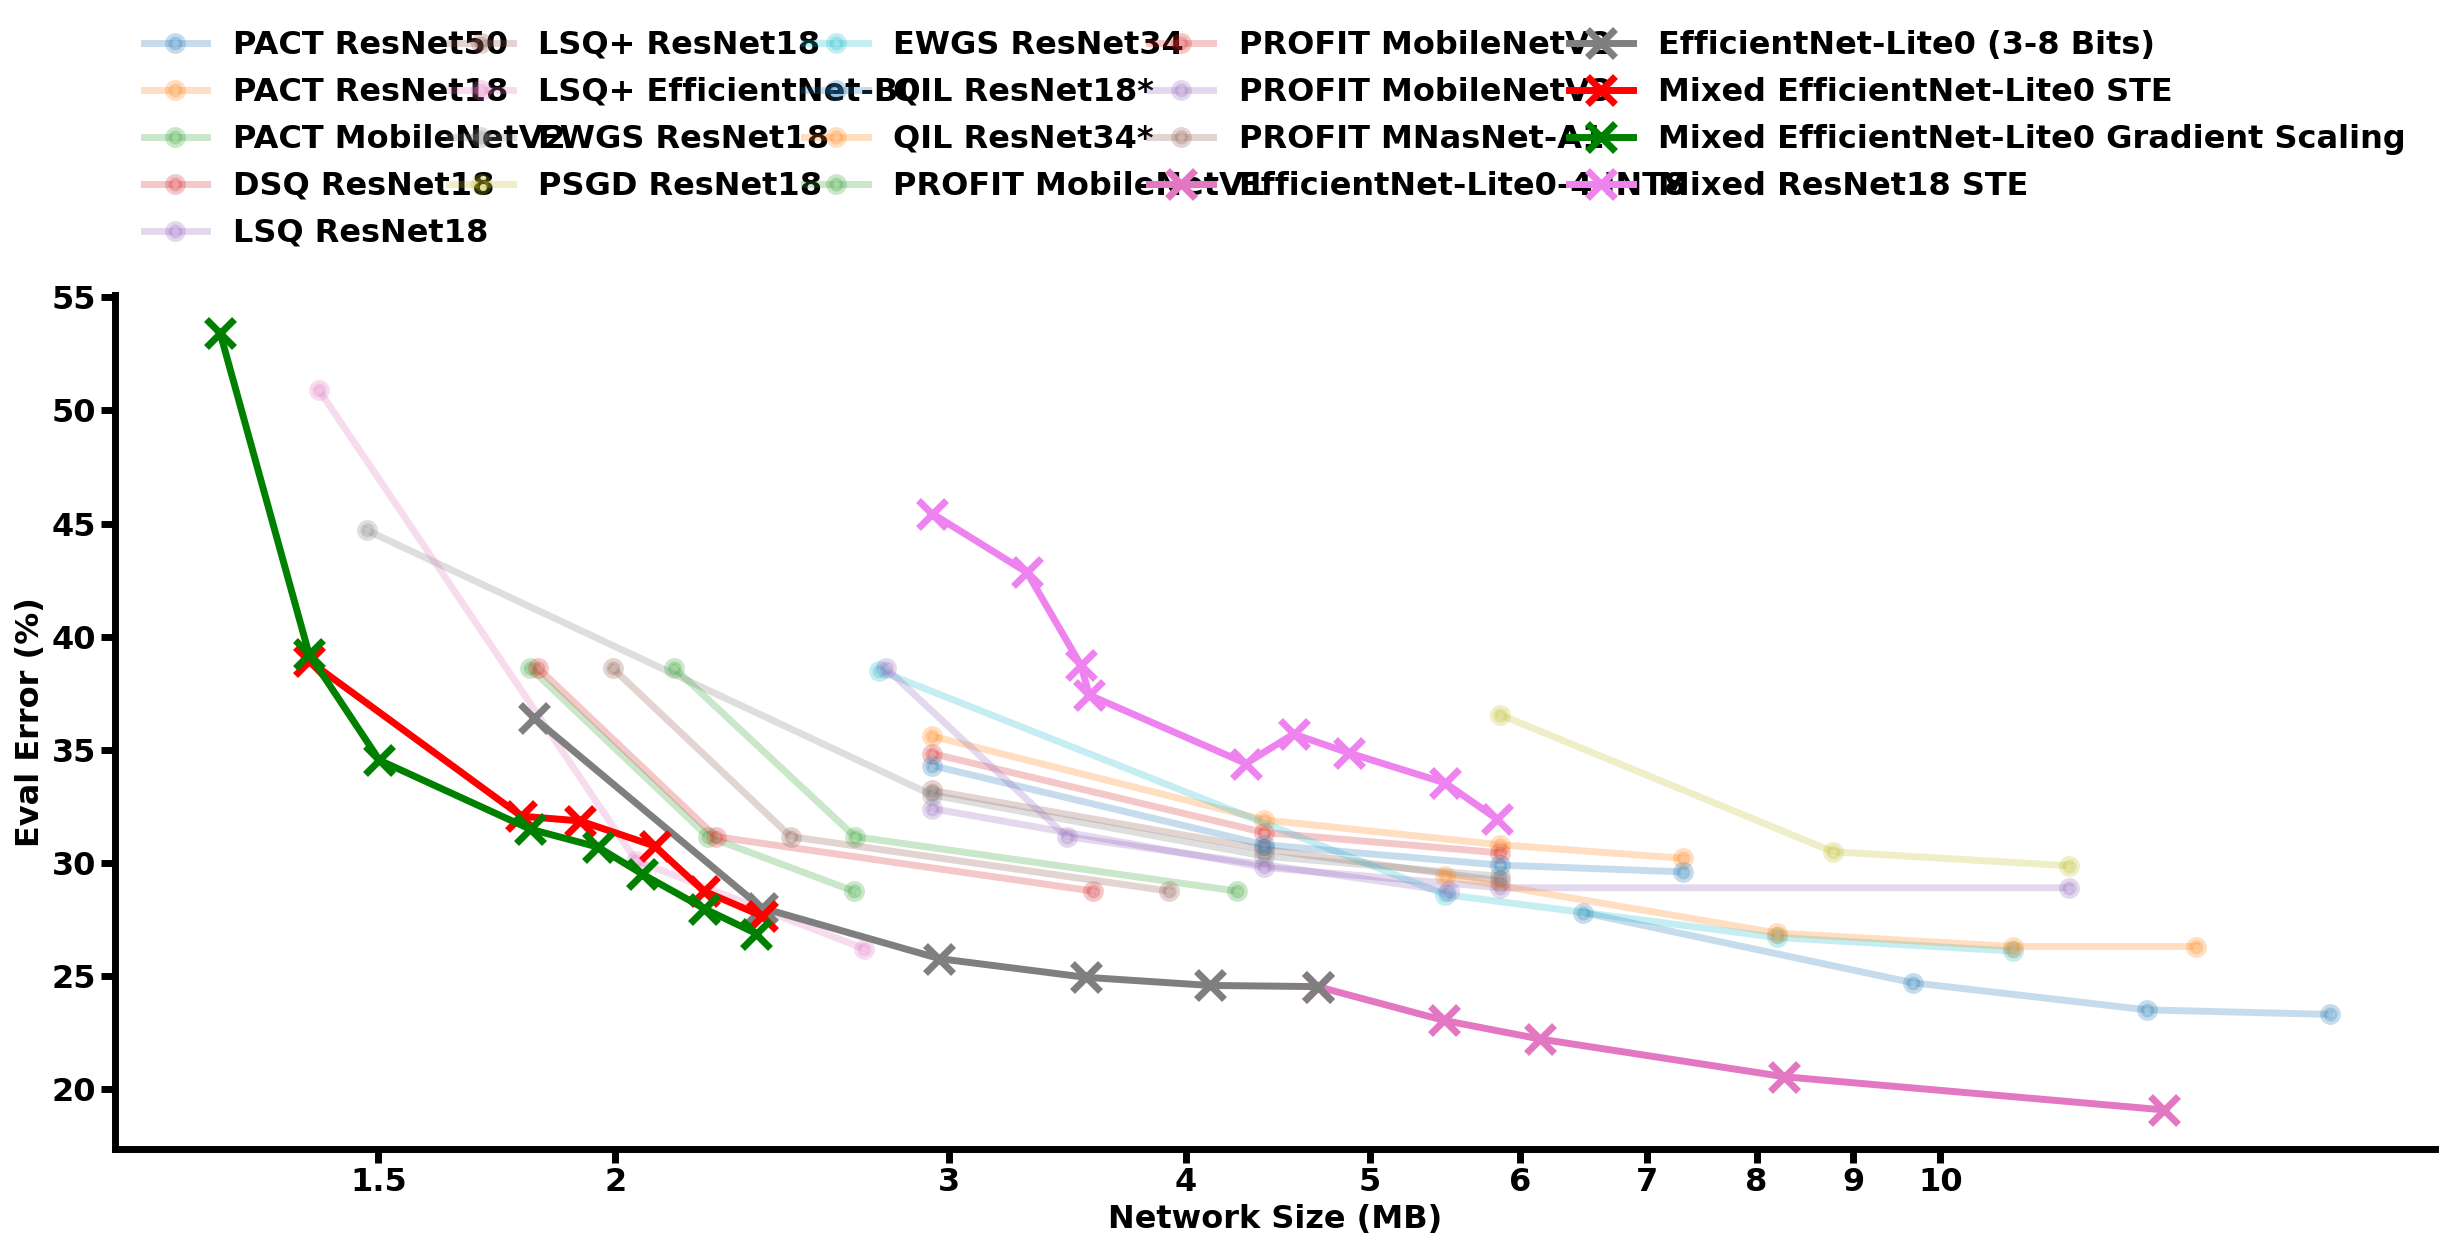 PACT ResNet50 LSQ+ ResNet18 EWGS ResNet34 PROFIT MobileNetV2 EfficientNet-Lite0 (3-8 Bits)
PACT ResNet18 LSQ+ EfficientNet-B0 QIL ResNet18* PROFIT Mixed EfficientNet-Lite0 STE
PACT MobileNetV2 EWGS ResNet18 QIL ResNet34* PROFIT MNasNet-A1 Mixed EfficientNet-Lite0 Gradient Scaling
DSQ ResNet18 PSGD ResNet18 PROFIT MobileNetV1 EfficientNet-Lite0-4 INT8 Mixed ResNet18 STE
LSQ ResNet18
55
50
45
40
35
30
25
20
Eval Error (%)
1.5 2 3 4 5 6 7 8 9 10
Network Size (MB)